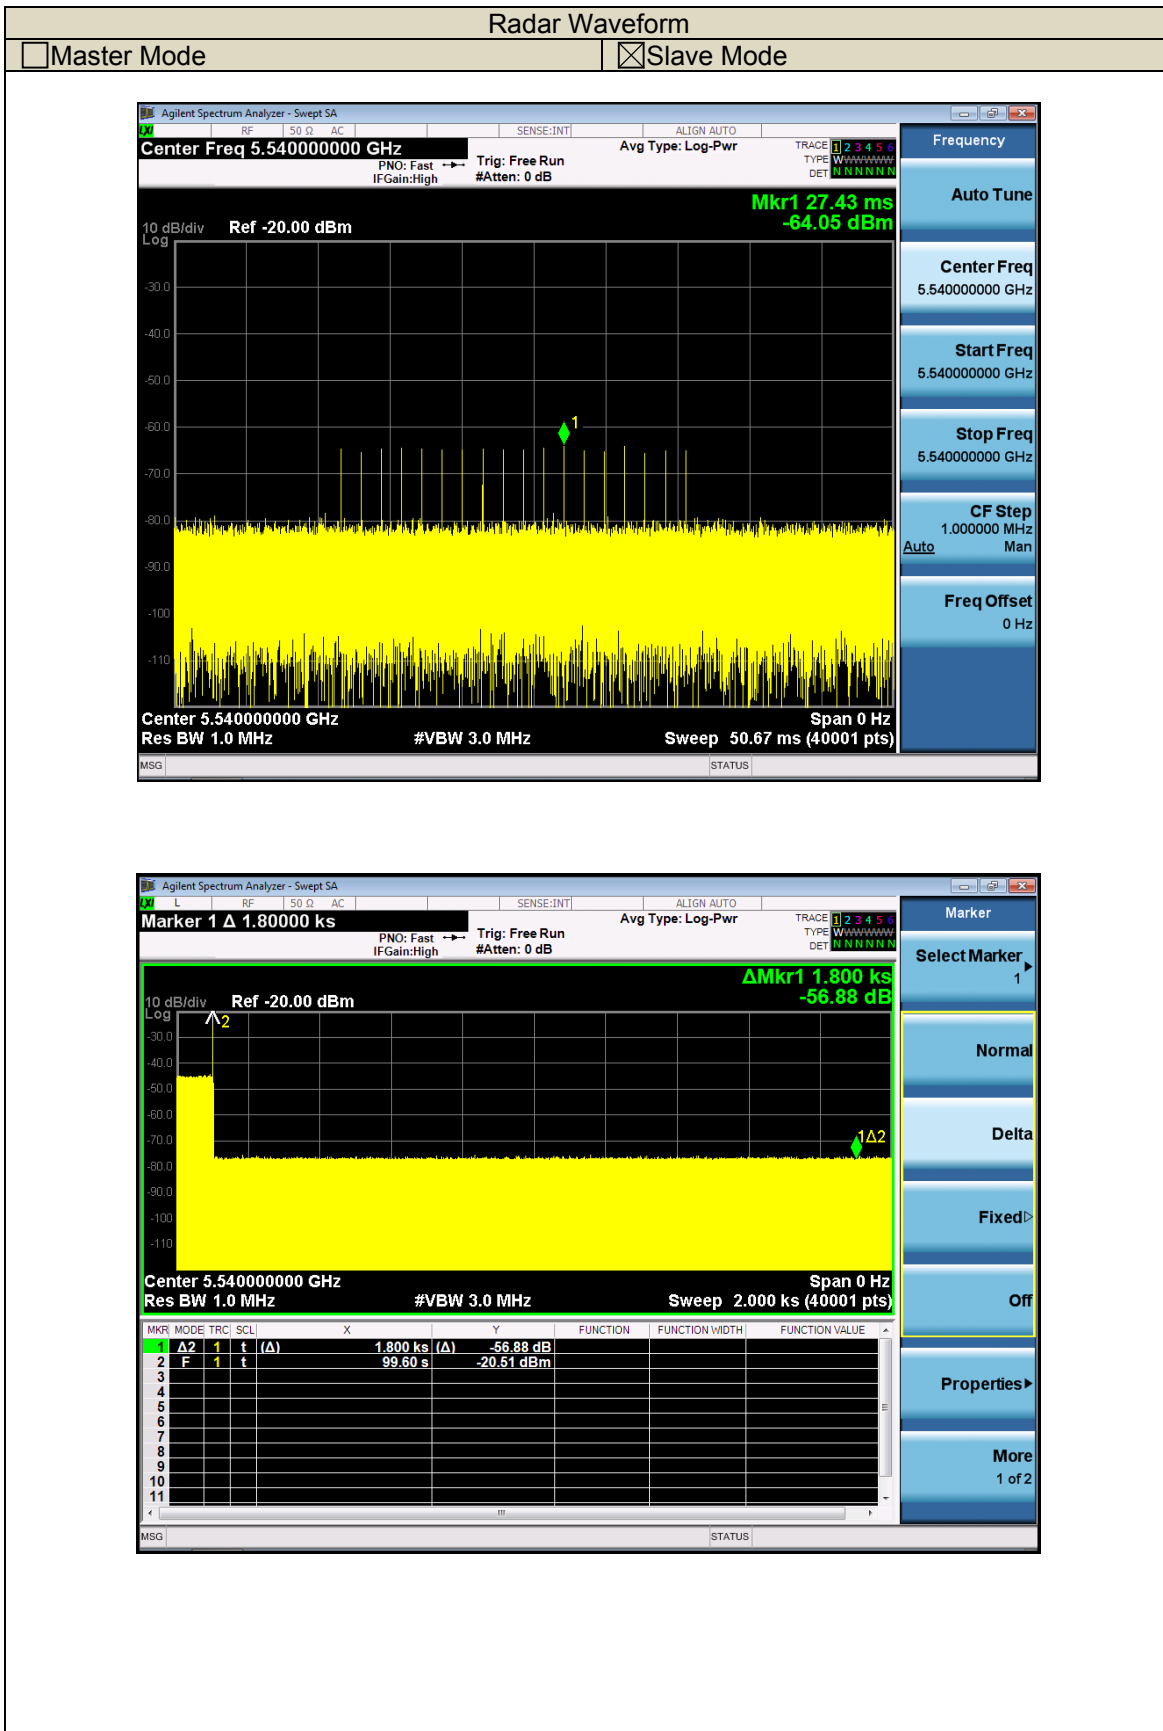 Radar Waveform
☐Master Mode ☒Slave Mode
Agilent Spectrum Analyzer - Swept SA
LXI RF 50 Ω AC SENSE:INT ALIGN AUTO
Center Freq 5.540000000 GHz
PNO: Fast
IFGain:High
Trig: Free Run
#Atten: 0 dB
Avg Type: Log-Pwr
TRACE 1 2 3 4 5 6
TYPE WWWWWW
DET N N N N N N
Mkr1 27.43 ms
-64.05 dBm
10 dB/div
Log
Ref -20.00 dBm
-30.0
-40.0
-50.0
-60.0
-70.0
-80.0
-90.0
-100
-110
1
Center 5.540000000 GHz
Span 0 Hz
Res BW 1.0 MHz
#VBW 3.0 MHz
Sweep 50.67 ms (40001 pts)
MSG
STATUS
Frequency
Auto Tune
Center Freq
5.540000000 GHz
Start Freq
5.540000000 GHz
Stop Freq
5.540000000 GHz
CF Step
1.000000 MHz
Auto Man
Freq Offset
0 Hz
Agilent Spectrum Analyzer - Swept SA
LXI L RF 50 Ω AC SENSE:INT ALIGN AUTO
Marker 1 Δ 1.80000 ks
PNO: Fast
IFGain:High
Trig: Free Run
#Atten: 0 dB
Avg Type: Log-Pwr
TRACE 1 2 3 4 5 6
TYPE WWWWWW
DET N N N N N N
ΔMkr1 1.800 ks
-56.88 dB
10 dB/div
Log
Ref -20.00 dBm
-30.0
-40.0
-50.0
-60.0
-70.0
-80.0
-90.0
-100
-110
2
1Δ2
Center 5.540000000 GHz
Span 0 Hz
Res BW 1.0 MHz
#VBW 3.0 MHz
Sweep 2.000 ks (40001 pts)
MKR MODE TRC SCL X Y FUNCTION FUNCTION WIDTH FUNCTION VALUE
1 Δ2 1 t (Δ) 1.800 ks (Δ) -56.88 dB
2 F 1 t 99.60 s -20.51 dBm
3
4
5
6
7
8
9
10
11
MSG
STATUS
Marker
Select Marker
1
Normal
Delta
Fixed
Off
Properties
More
1 of 2